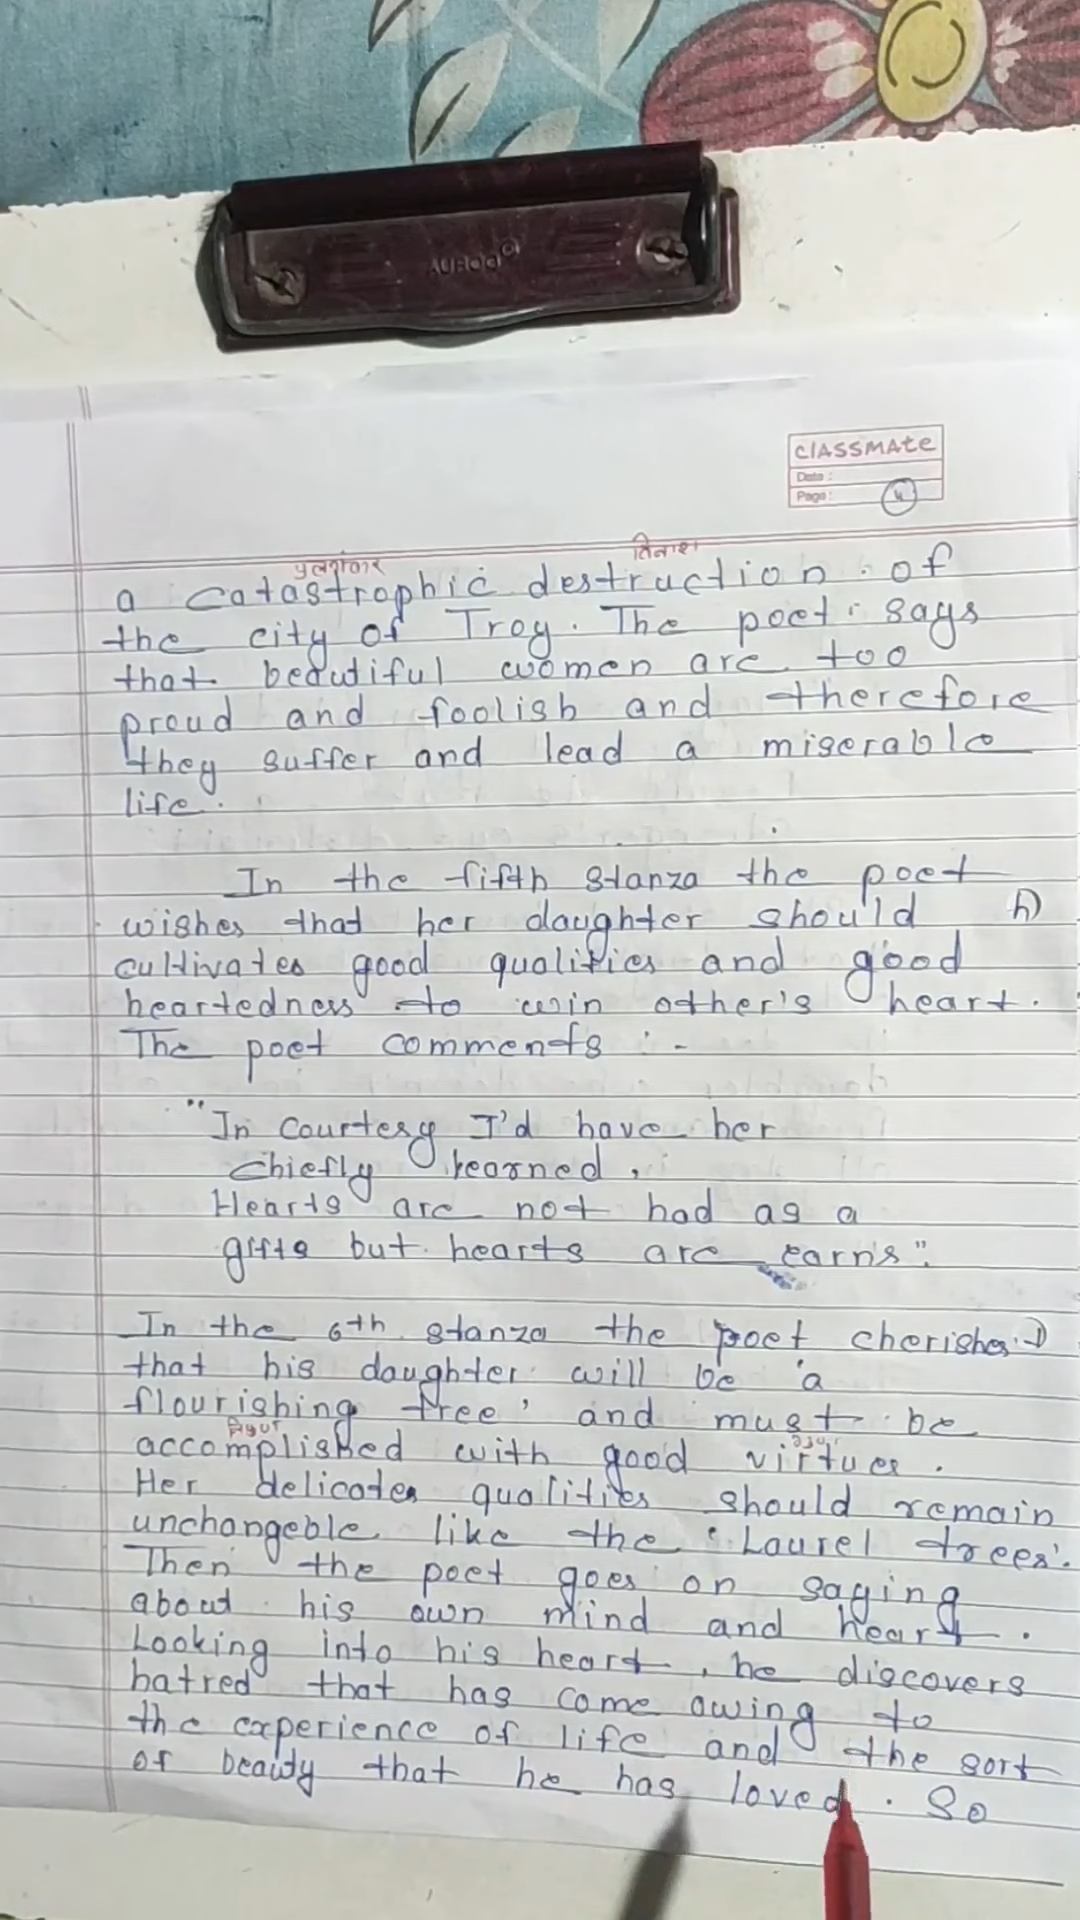 AUROD©
CLASSMATE
Date :
Page : 4
प्रलयंकार विनाश
a catastrophic destruction of
the city of Troy. The poet says
that beautiful women are too
proud and foolish and therefore
they suffer and lead a miserable
life.
In the fifth stanza the poet
wishes that her daughter should h)
cultivates good qualities and good
heartedness to win other's heart.
The poet comments :-
"In Courtesy I'd have her
Chiefly learned,
Hearts are not had as a
gifts but hearts are earns".
In the 6th stanza the poet cherishes
that his daughter will be 'a
flourishing tree' and must be
निपुण
accomplished with good virtues.
Her delicates qualities should remain
unchangeble like the 'Laurel trees'.
Then the poet goes on saying
about his own mind and heart.
Looking into his heart, he discovers
hatred that has come owing to
the experience of life and the sort
of beauty that he has loved. So